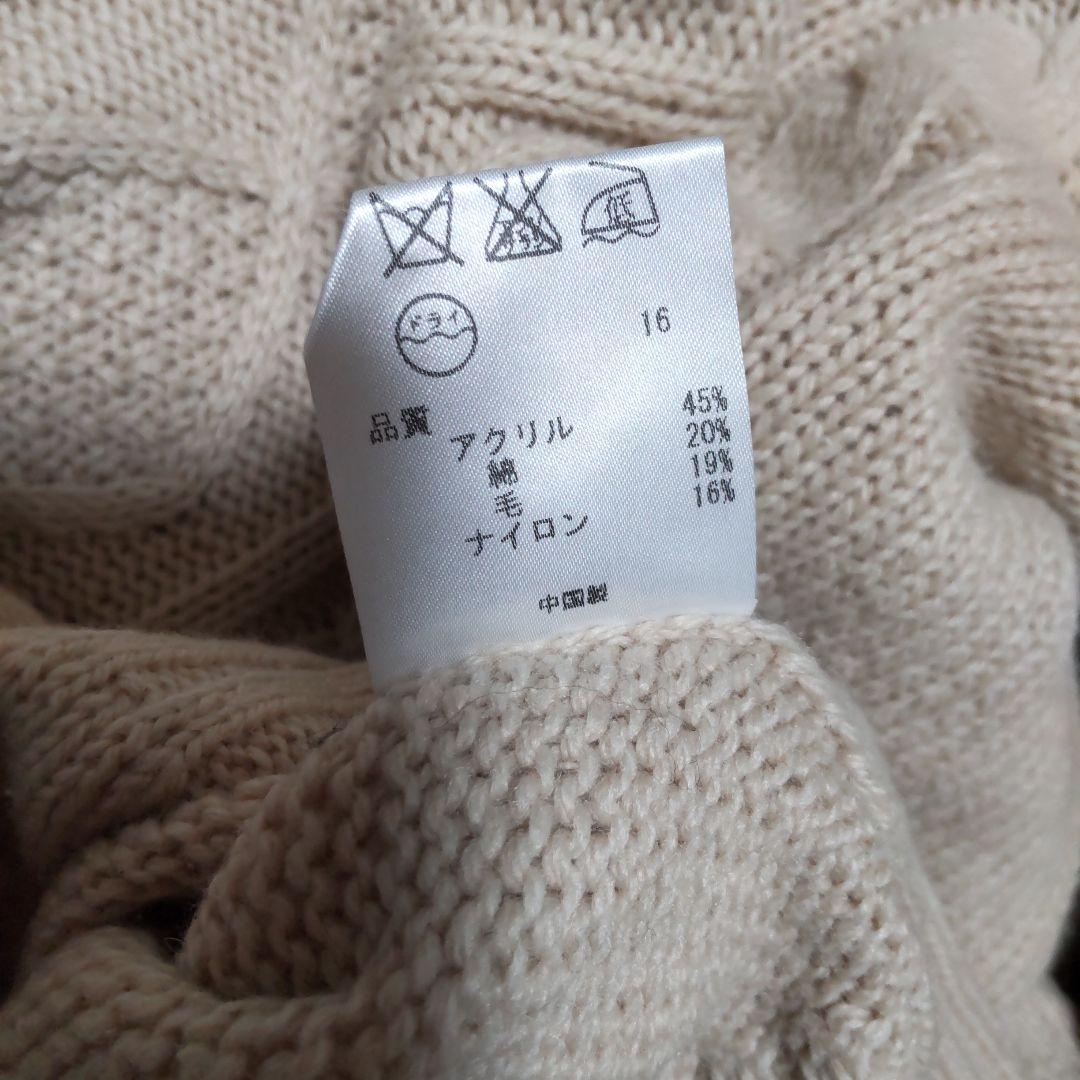 ドライ
16
品質 アクリル 45%
綿 20%
毛 19%
ナイロン 16%
中国製